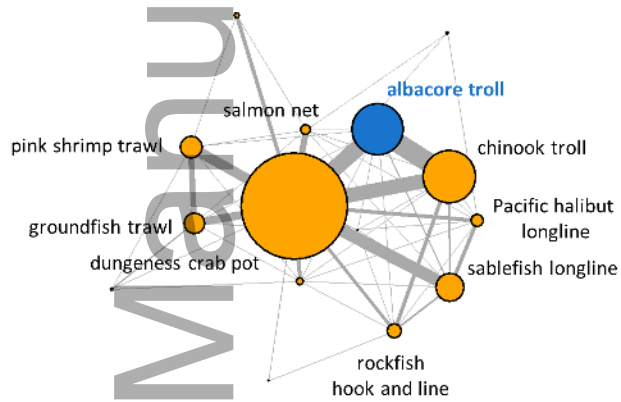 albacore troll
salmon net
pink shrimp trawl
chinook troll
Pacific halibut
longline
groundfish trawl
dungeness crab pot
sablefish longline
rockfish
hook and line
Manu